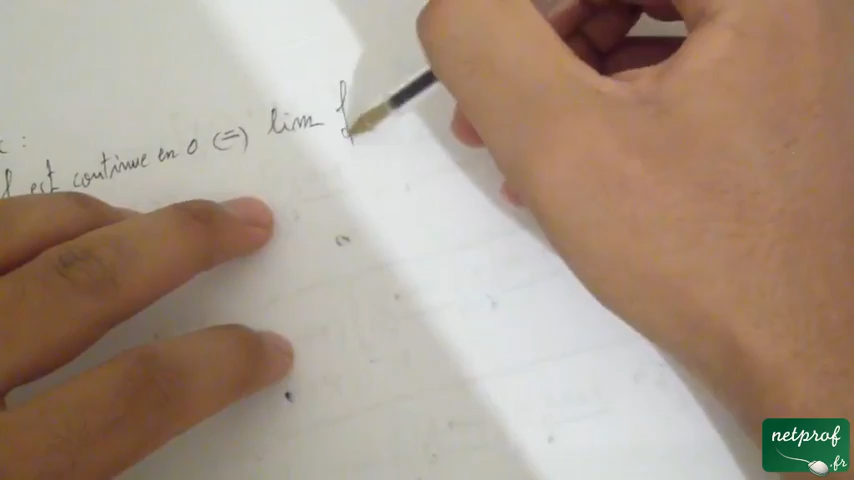 :
f est continue en 0 (=) lim f
netprof
.fr